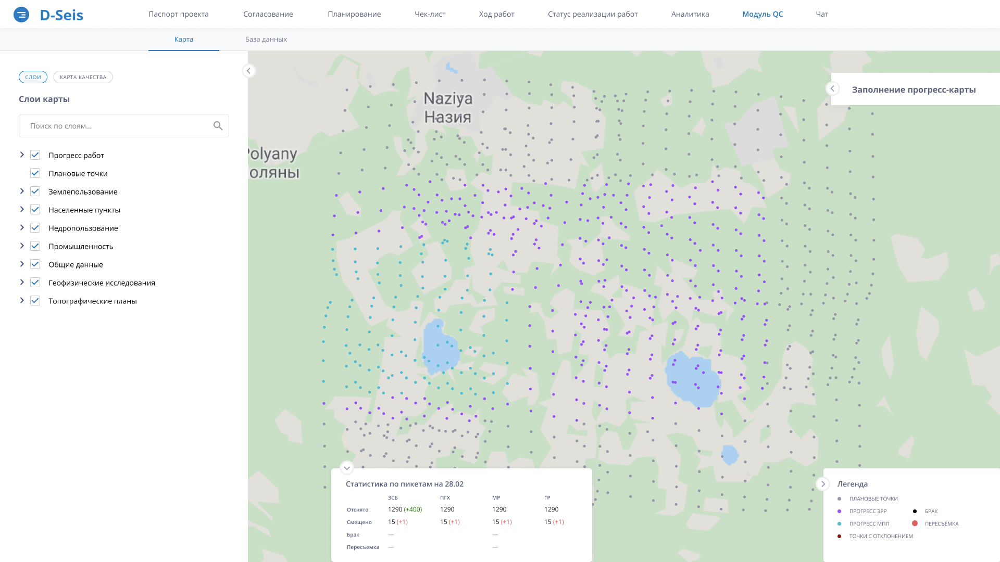 D-Seis
Паспорт проекта
Согласование
Планирование
Чек-лист
Ход работ
Статус реализации работ
Аналитика
Модуль QC
Чат
Карта
База данных
СЛОИ
КАРТА КАЧЕСТВА
Слои карты
Поиск по слоям...
Прогресс работ
Плановые точки
Землепользование
Населенные пункты
Недропользование
Промышленность
Общие данные
Геофизические исследования
Топографические планы
Naziya
Назия
Polyany
оляны
Заполнение прогресс-карты
Статистика по пикетам на 28.02
ЗСБ ПГХ МР ГР
Отснято 1290 (+400) 1290 1290 1290
Смещено 15 (+1) 15 (+1) 15 (+1) 15 (+1)
Брак — —
Пересъемка — —
Легенда
ПЛАНОВЫЕ ТОЧКИ
ПРОГРЕСС ЭРР БРАК
ПРОГРЕСС МПП ПЕРЕСЪЕМКА
ТОЧКИ С ОТКЛОНЕНИЕМ